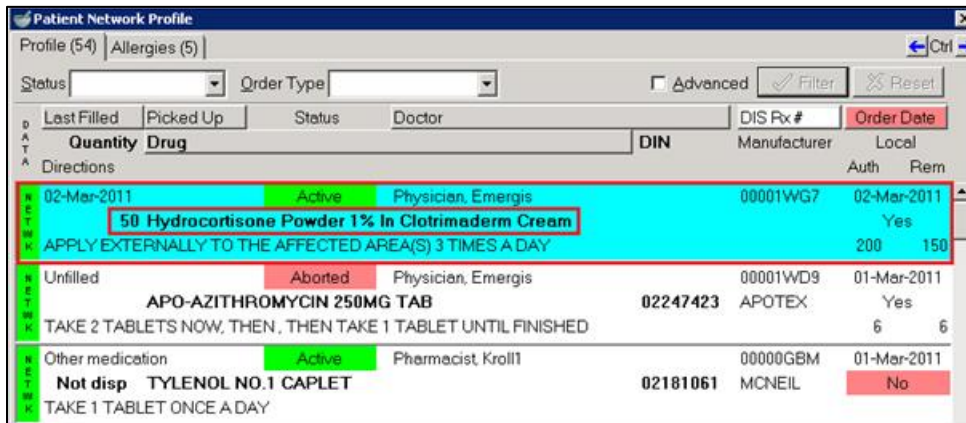 Patient Network Profile
Profile (54) Allergies (5) Ctrl
Status Order Type Advanced Filter Reset
DATA Last Filled Picked Up Status Doctor DIS Rx # Order Date
Quantity Drug DIN Manufacturer Local
Directions Auth Rem
NETWK 02-Mar-2011 Active Physician, Emergis 00001WG7 02-Mar-2011
50 Hydrocortisone Powder 1% In Clotrimaderm Cream Yes
APPLY EXTERNALLY TO THE AFFECTED AREA(S) 3 TIMES A DAY 200 150
NETWK Unfilled Aborted Physician, Emergis 00001WD9 01-Mar-2011
APO-AZITHROMYCIN 250MG TAB 02247423 APOTEX Yes
TAKE 2 TABLETS NOW, THEN , THEN TAKE 1 TABLET UNTIL FINISHED 6 6
NETWK Other medication Active Pharmacist, Kroll1 00000GBM 01-Mar-2011
Not disp TYLENOL NO.1 CAPLET 02181061 MCNEIL No
TAKE 1 TABLET ONCE A DAY